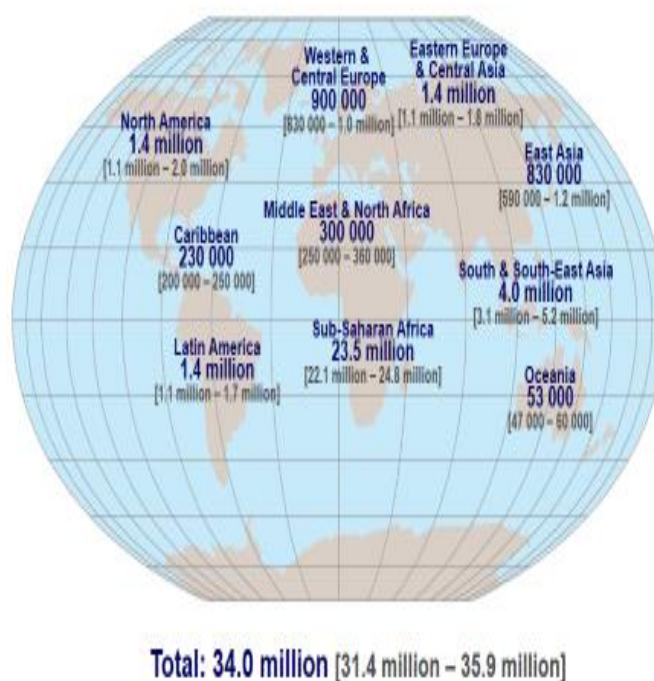 Western &
Central Europe
900 000
[830 000 – 1.0 million]
Eastern Europe
& Central Asia
1.4 million
[1.1 million – 1.8 million]
North America
1.4 million
[1.1 million – 2.0 million]
East Asia
830 000
[590 000 – 1.2 million]
Middle East & North Africa
300 000
[250 000 – 360 000]
Caribbean
230 000
[200 000 – 250 000]
South & South-East Asia
4.0 million
[3.1 million – 5.2 million]
Sub-Saharan Africa
23.5 million
[22.1 million – 24.8 million]
Latin America
1.4 million
[1.1 million – 1.7 million]
Oceania
53 000
[47 000 – 60 000]
Total: 34.0 million [31.4 million – 35.9 million]